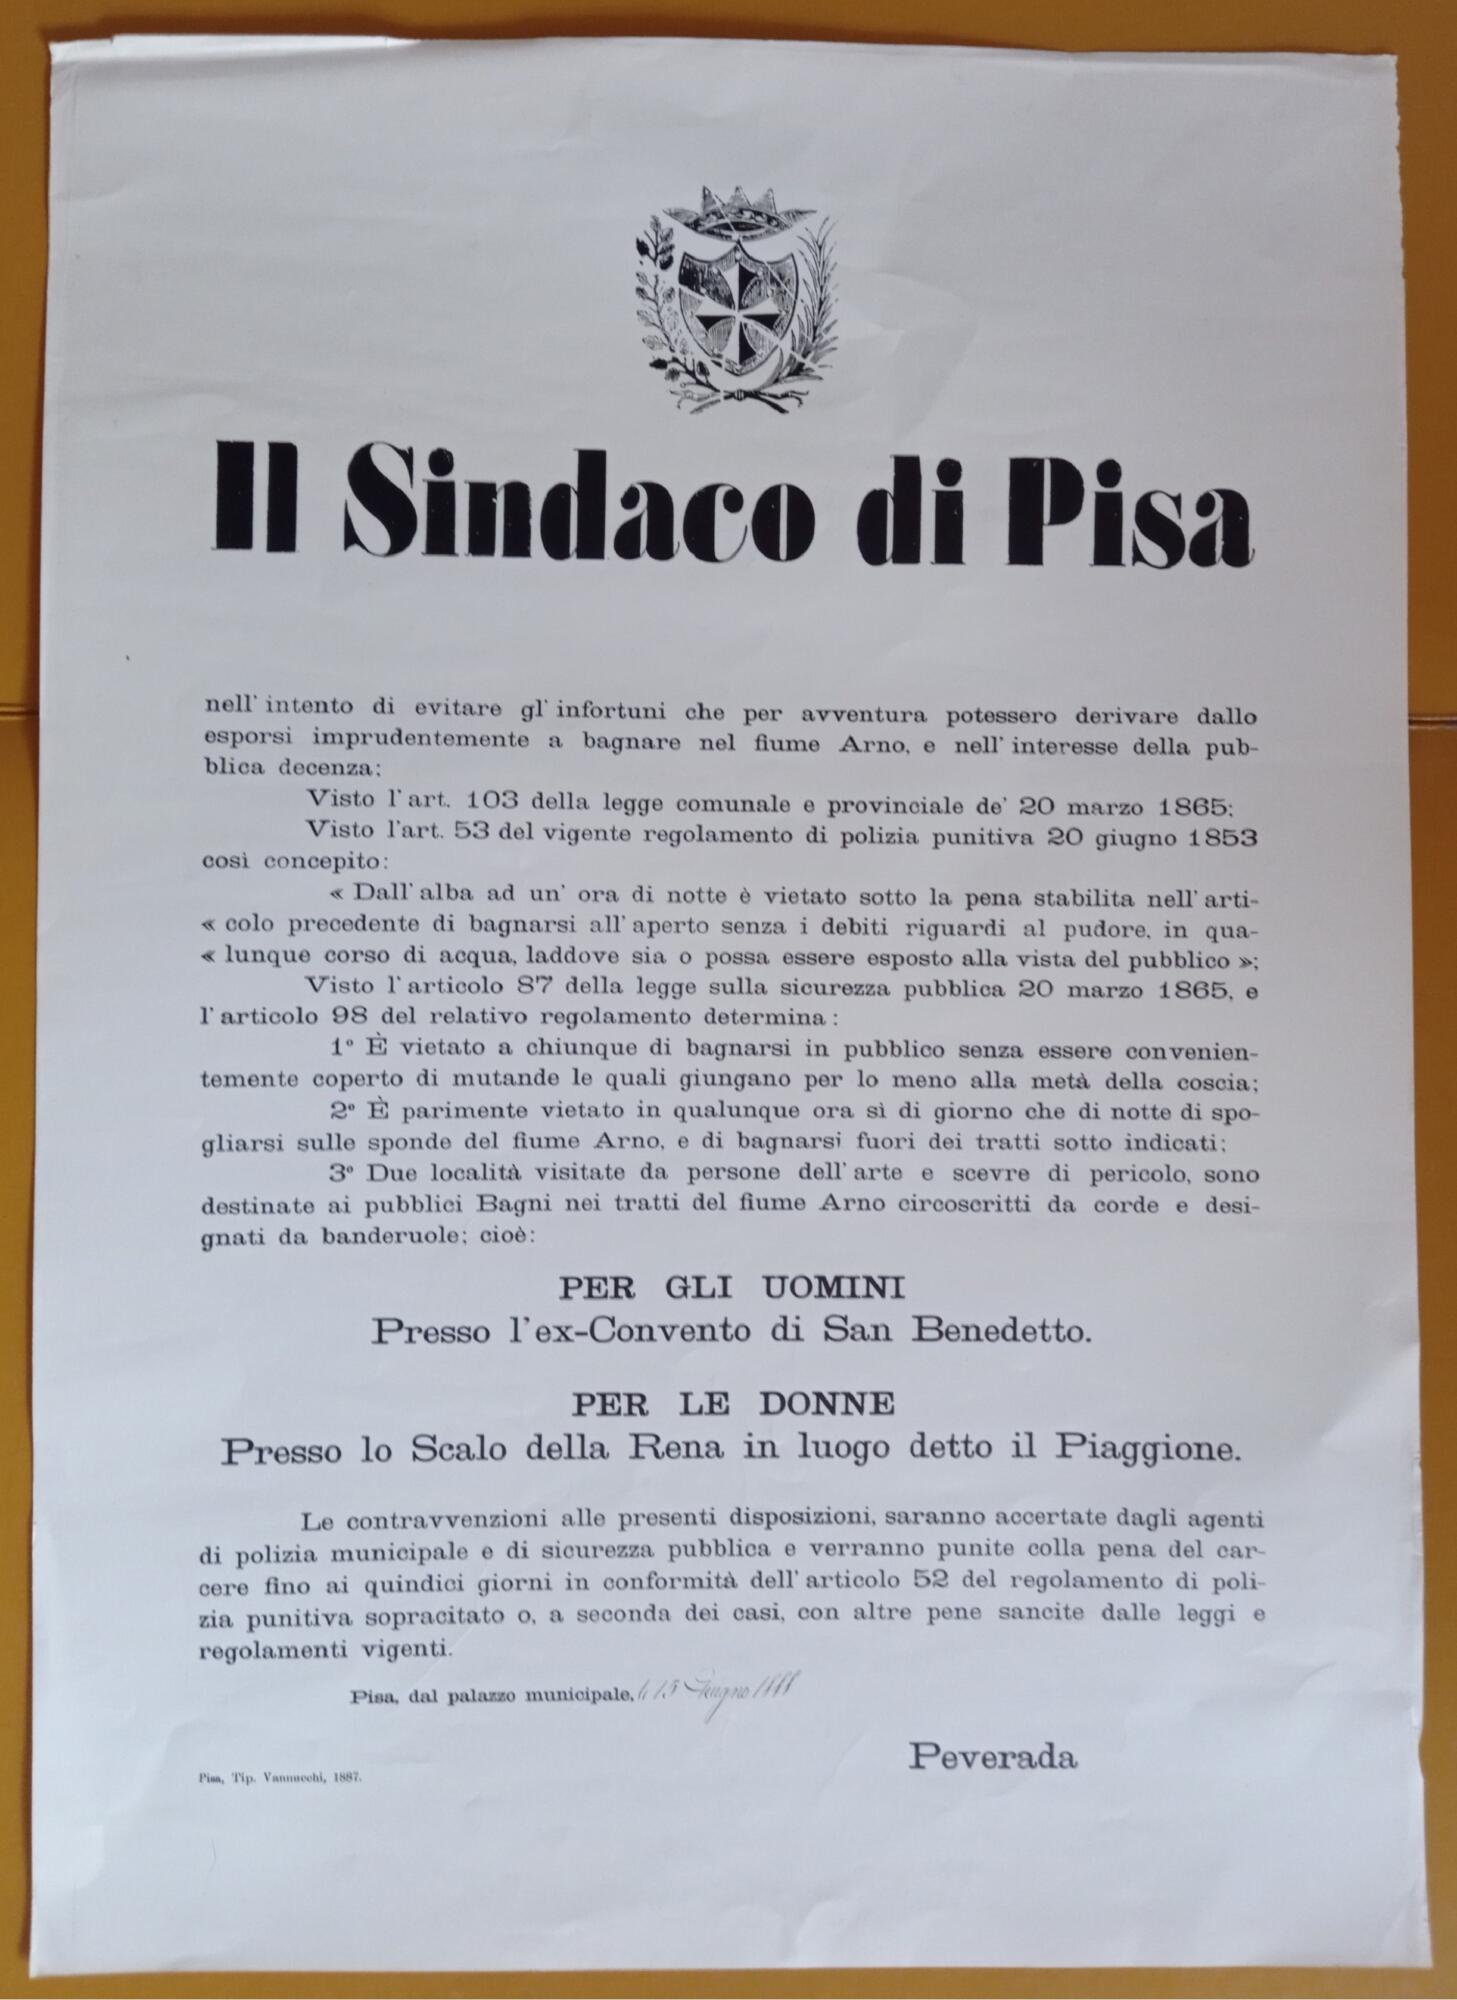 Il Sindaco di Pisa
nell' intento di evitare gl' infortuni che per avventura potessero derivare dallo
esporsi imprudentemente a bagnare nel fiume Arno, e nell' interesse della pub-
blica decenza:
Visto l' art. 103 della legge comunale e provinciale de' 20 marzo 1865:
Visto l'art. 53 del vigente regolamento di polizia punitiva 20 giugno 1853
così concepito:
« Dall' alba ad un' ora di notte è vietato sotto la pena stabilita nell' arti-
« colo precedente di bagnarsi all' aperto senza i debiti riguardi al pudore, in qua-
« lunque corso di acqua, laddove sia o possa essere esposto alla vista del pubblico »;
Visto l' articolo 87 della legge sulla sicurezza pubblica 20 marzo 1865, e
l' articolo 98 del relativo regolamento determina :
1º È vietato a chiunque di bagnarsi in pubblico senza essere convenien-
temente coperto di mutande le quali giungano per lo meno alla metà della coscia;
2º È parimente vietato in qualunque ora sì di giorno che di notte di spo-
gliarsi sulle sponde del fiume Arno, e di bagnarsi fuori dei tratti sotto indicati;
3º Due località visitate da persone dell' arte e scevre di pericolo, sono
destinate ai pubblici Bagni nei tratti del fiume Arno circoscritti da corde e desi-
gnati da banderuole; cioè:
PER GLI UOMINI
Presso l'ex-Convento di San Benedetto.
PER LE DONNE
Presso lo Scalo della Rena in luogo detto il Piaggione.
Le contravvenzioni alle presenti disposizioni, saranno accertate dagli agenti
di polizia municipale e di sicurezza pubblica e verranno punite colla pena del car-
cere fino ai quindici giorni in conformità dell' articolo 52 del regolamento di poli-
zia punitiva sopracitato o, a seconda dei casi, con altre pene sancite dalle leggi e
regolamenti vigenti.
Pisa, dal palazzo municipale, li 15 Giugno 1888
Peverada
Pisa, Tip. Vannucchi, 1887.